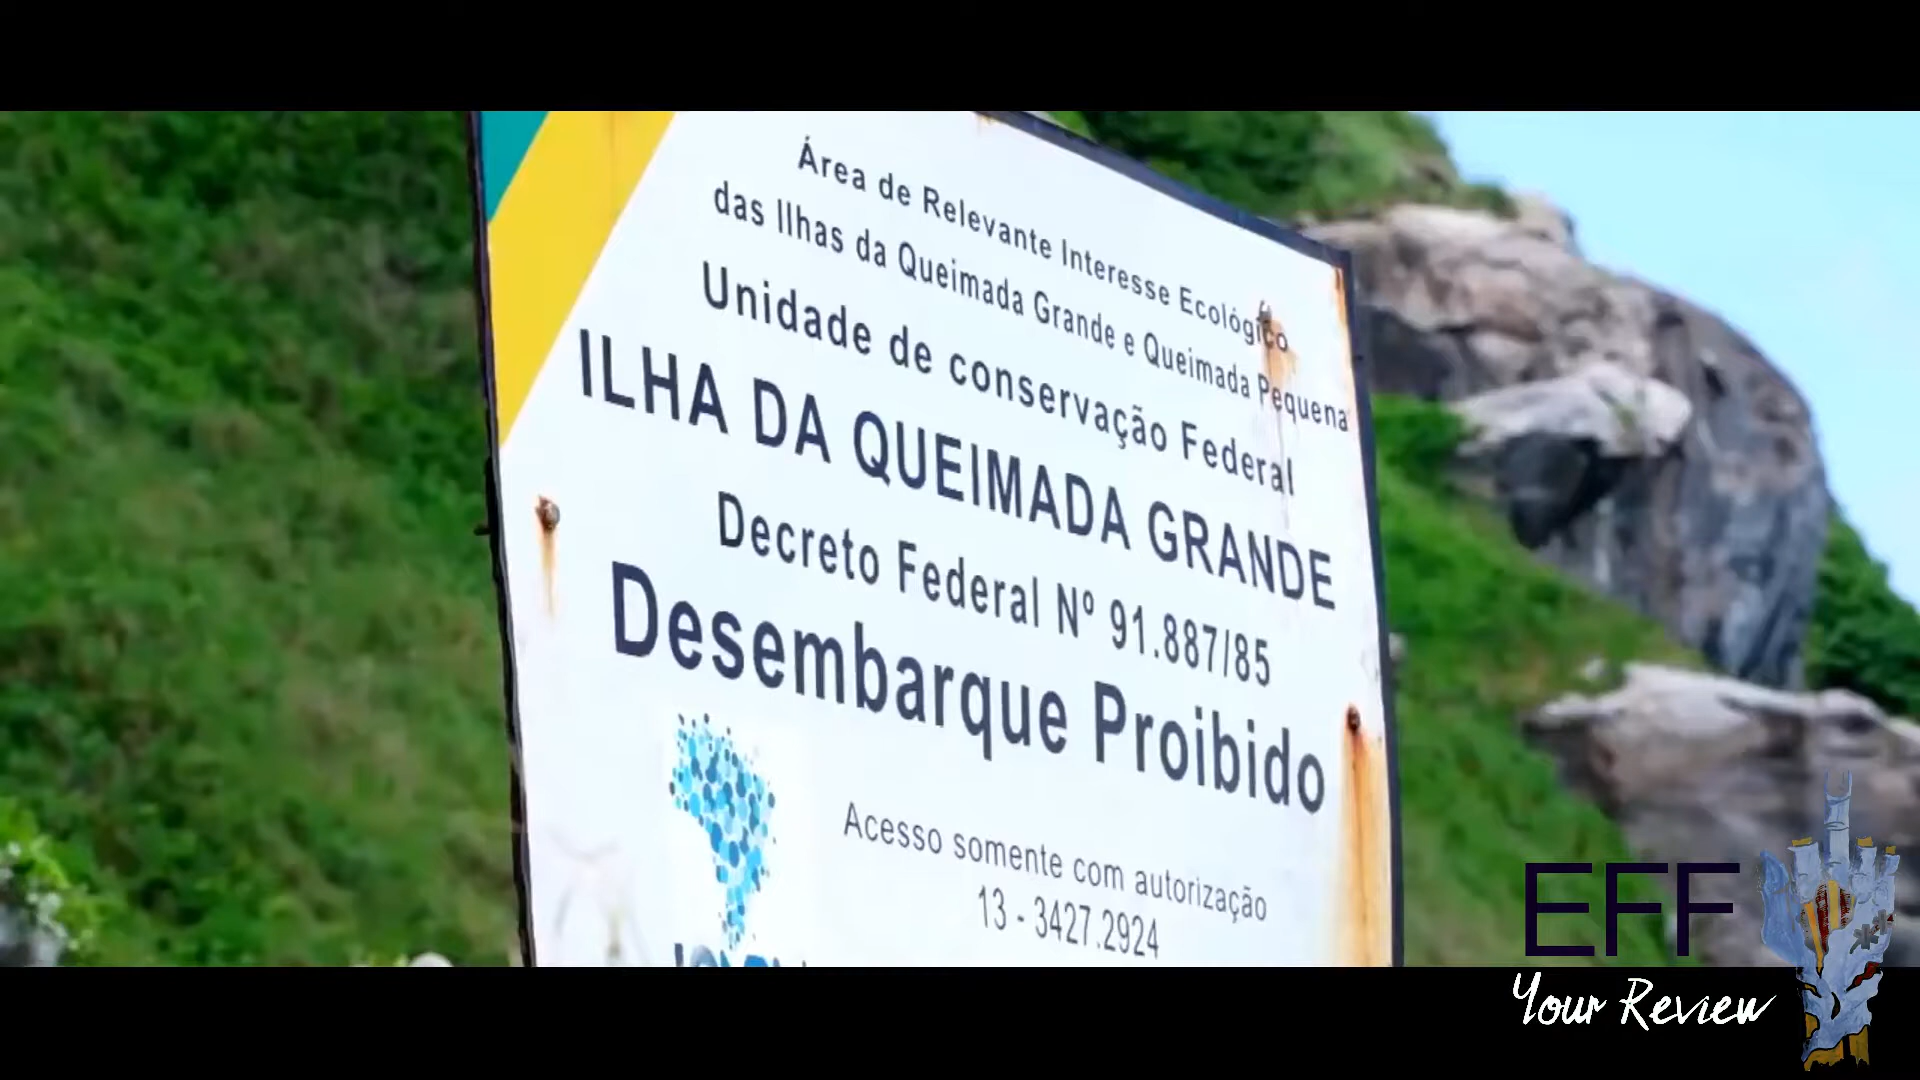 Área de Relevante Interesse Ecológico
das Ilhas da Queimada Grande e Queimada Pequena
Unidade de conservação Federal
ILHA DA QUEIMADA GRANDE
Decreto Federal Nº 91.887/85
Desembarque Proibido
Acesso somente com autorização
13 - 3427.2924
EFF
Your Review